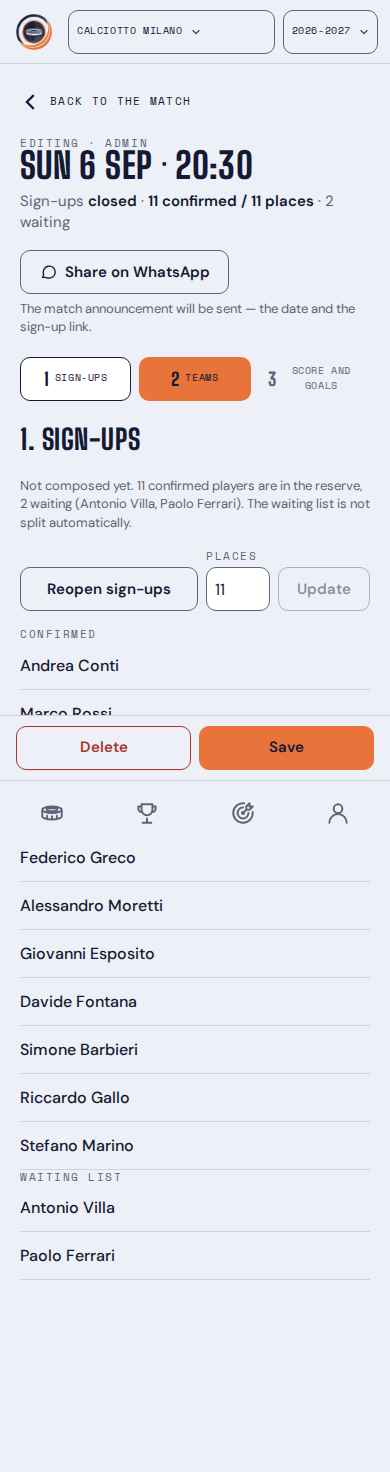 CALCIOTTO MILANO
2026-2027
BACK TO THE MATCH
EDITING · ADMIN
SUN 6 SEP · 20:30
Sign-ups closed · 11 confirmed / 11 places · 2
waiting
Share on WhatsApp
The match announcement will be sent — the date and the
sign-up link.
1 SIGN-UPS
2 TEAMS
3 SCORE AND
GOALS
1. SIGN-UPS
Not composed yet. 11 confirmed players are in the reserve,
2 waiting (Antonio Villa, Paolo Ferrari). The waiting list is not
split automatically.
PLACES
Reopen sign-ups
11
Update
CONFIRMED
Andrea Conti
Marco Rossi
Delete
Save
Federico Greco
Alessandro Moretti
Giovanni Esposito
Davide Fontana
Simone Barbieri
Riccardo Gallo
Stefano Marino
WAITING LIST
Antonio Villa
Paolo Ferrari